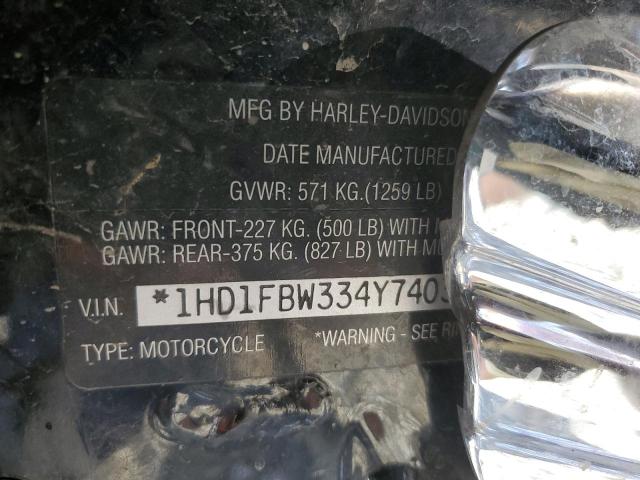 MFG BY HARLEY-DAVIDSON
DATE MANUFACTURED
GVWR: 571 KG.(1259 LB)
GAWR: FRONT-227 KG. (500 LB) WITH
GAWR: REAR-375 KG. (827 LB) WITH
V.I.N. *1HD1FBW334Y740
TYPE: MOTORCYCLE *WARNING - SEE